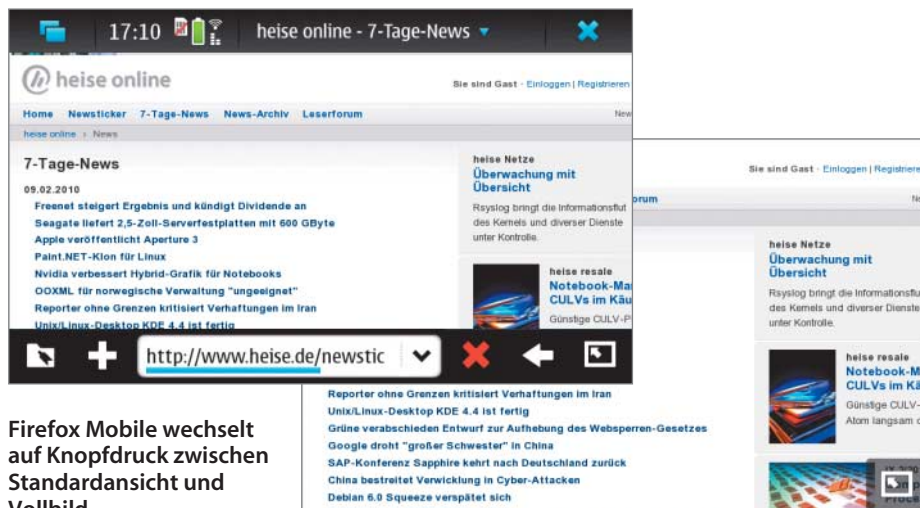 17:10 heise online - 7-Tage-News
heise online
Sie sind Gast - Einloggen | Registrieren
Home Newsticker 7-Tage-News News-Archiv Leserforum
heise online › News
7-Tage-News
09.02.2010
Freenet steigert Ergebnis und kündigt Dividende an
Seagate liefert 2,5-Zoll-Serverfestplatten mit 600 GByte
Apple veröffentlicht Aperture 3
Paint.NET-Klon für Linux
Nvidia verbessert Hybrid-Grafik für Notebooks
OOXML für norwegische Verwaltung "ungeeignet"
Reporter ohne Grenzen kritisiert Verhaftungen im Iran
Unix/Linux-Desktop KDE 4.4 ist fertig
heise Netze
Überwachung mit
Übersicht
Rsyslog bringt die Informationsflut
des Kernels und diverser Dienste
unter Kontrolle.
heise resale
Notebook-Ma
CULVs im Käu
Günstige CULV-P
http://www.heise.de/newstic
Sie sind Gast - Einloggen | Registriere
orum
heise Netze
Überwachung mit
Übersicht
Rsyslog bringt die Informationsflu
des Kernels und diverser Dienste
unter Kontrolle.
heise resale
Notebook-M
CULVs im Kä
Günstige CULV-
Atom langsam
Reporter ohne Grenzen kritisiert Verhaftungen im Iran
Unix/Linux-Desktop KDE 4.4 ist fertig
Grüne verabschieden Entwurf zur Aufhebung des Websperren-Gesetzes
Google droht "großer Schwester" in China
SAP-Konferenz Sapphire kehrt nach Deutschland zurück
China bestreitet Verwicklung in Cyber-Attacken
Debian 6.0 Squeeze verspätet sich
Firefox Mobile wechselt
auf Knopfdruck zwischen
Standardansicht und
Vollbild